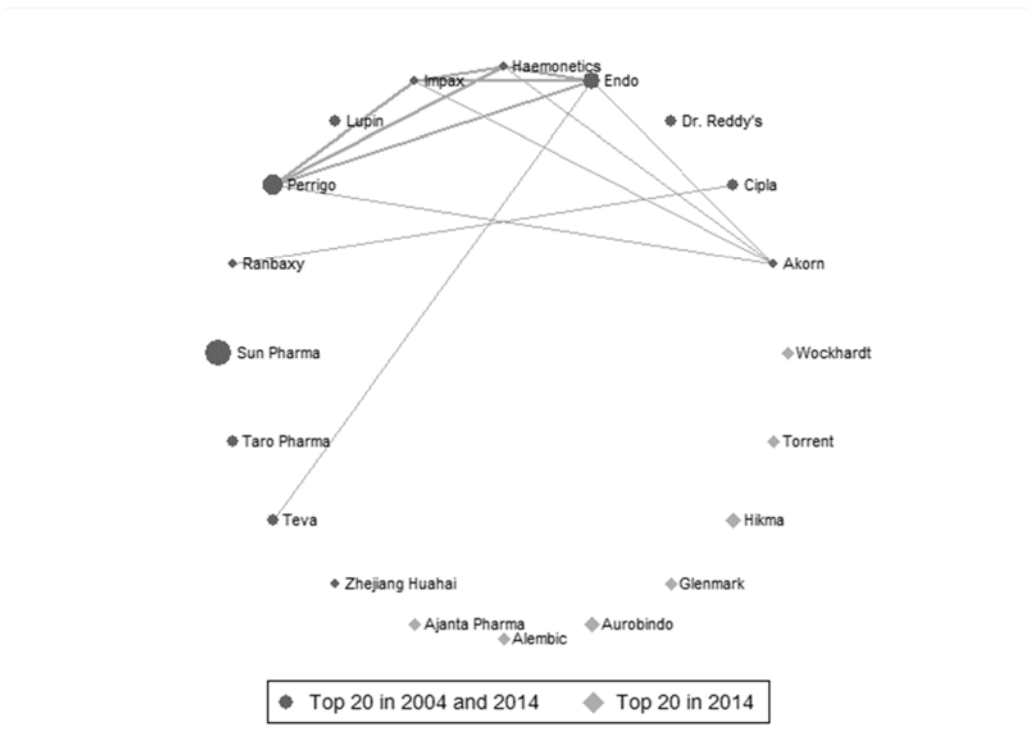 Haemonetics
Impax
Endo
Lupin
Dr. Reddy's
Perrigo
Cipla
Ranbaxy
Akorn
Sun Pharma
Wockhardt
Taro Pharma
Torrent
Teva
Hikma
Zhejiang Huahai
Glenmark
Ajanta Pharma
Aurobindo
Alembic
Top 20 in 2004 and 2014
Top 20 in 2014